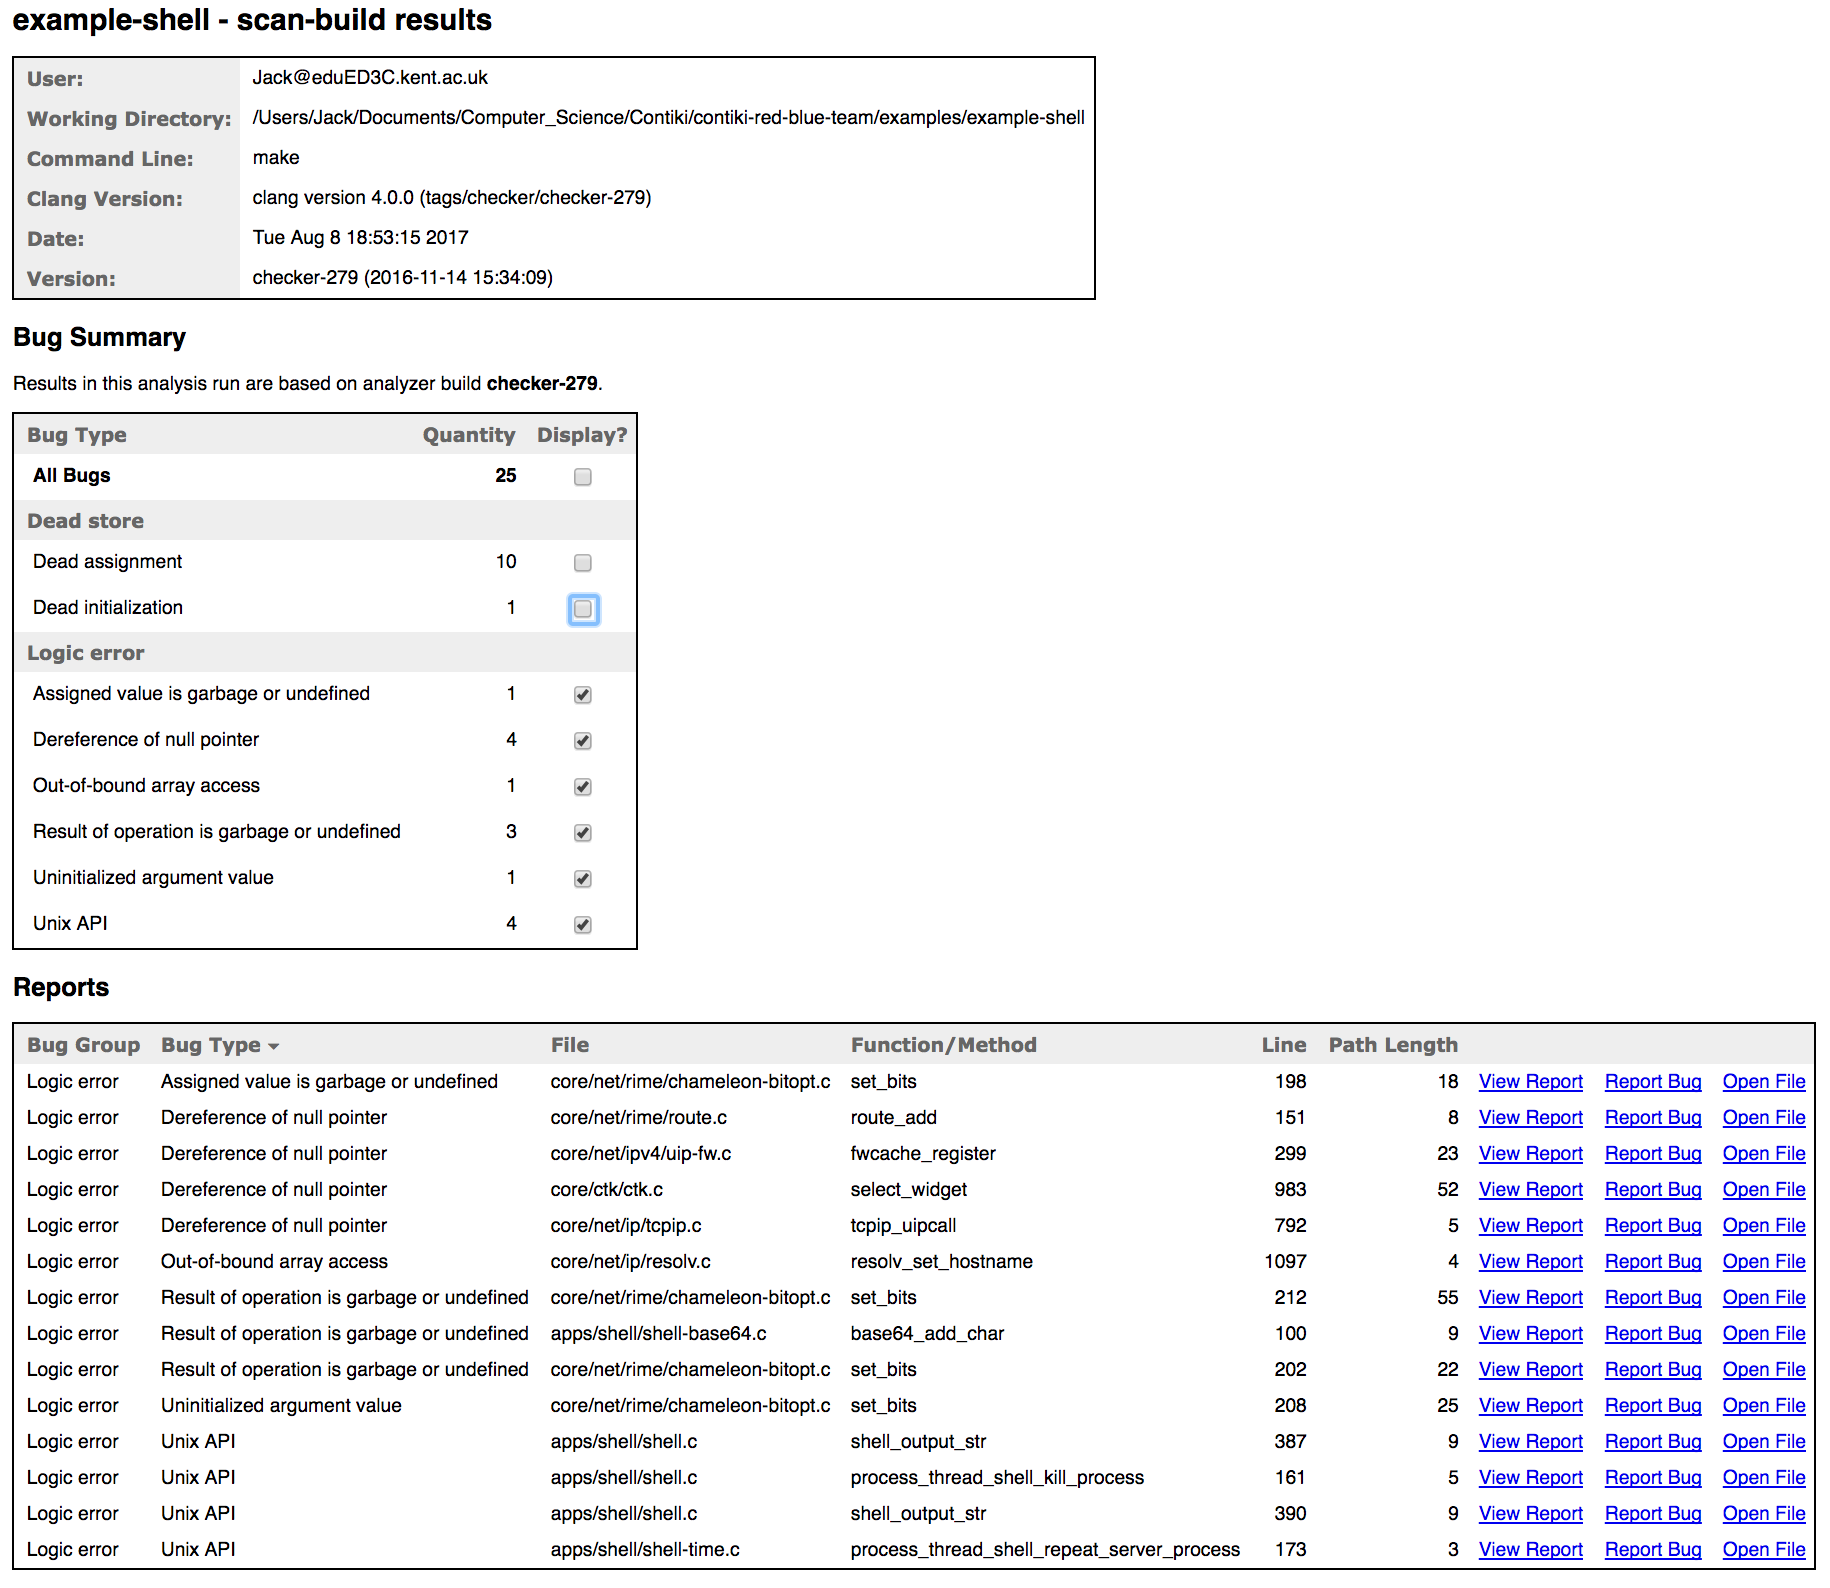 example-shell - scan-build results
User: Jack@eduED3C.kent.ac.uk
Working Directory: /Users/Jack/Documents/Computer_Science/Contiki/contiki-red-blue-team/examples/example-shell
Command Line: make
Clang Version: clang version 4.0.0 (tags/checker/checker-279)
Date: Tue Aug 8 18:53:15 2017
Version: checker-279 (2016-11-14 15:34:09)
Bug Summary
Results in this analysis run are based on analyzer build checker-279.
Bug Type Quantity Display?
All Bugs 25
Dead store
Dead assignment 10
Dead initialization 1
Logic error
Assigned value is garbage or undefined 1
Dereference of null pointer 4
Out-of-bound array access 1
Result of operation is garbage or undefined 3
Uninitialized argument value 1
Unix API 4
Reports
Bug Group Bug Type File Function/Method Line Path Length
Logic error Assigned value is garbage or undefined core/net/rime/chameleon-bitopt.c set_bits 198 18 View Report Report Bug Open File
Logic error Dereference of null pointer core/net/rime/route.c route_add 151 8 View Report Report Bug Open File
Logic error Dereference of null pointer core/net/ipv4/uip-fw.c fwcache_register 299 23 View Report Report Bug Open File
Logic error Dereference of null pointer core/ctk/ctk.c select_widget 983 52 View Report Report Bug Open File
Logic error Dereference of null pointer core/net/ip/tcpip.c tcpip_uipcall 792 5 View Report Report Bug Open File
Logic error Out-of-bound array access core/net/ip/resolv.c resolv_set_hostname 1097 4 View Report Report Bug Open File
Logic error Result of operation is garbage or undefined core/net/rime/chameleon-bitopt.c set_bits 212 55 View Report Report Bug Open File
Logic error Result of operation is garbage or undefined apps/shell/shell-base64.c base64_add_char 100 9 View Report Report Bug Open File
Logic error Result of operation is garbage or undefined core/net/rime/chameleon-bitopt.c set_bits 202 22 View Report Report Bug Open File
Logic error Uninitialized argument value core/net/rime/chameleon-bitopt.c set_bits 208 25 View Report Report Bug Open File
Logic error Unix API apps/shell/shell.c shell_output_str 387 9 View Report Report Bug Open File
Logic error Unix API apps/shell/shell.c process_thread_shell_kill_process 161 5 View Report Report Bug Open File
Logic error Unix API apps/shell/shell.c shell_output_str 390 9 View Report Report Bug Open File
Logic error Unix API apps/shell/shell-time.c process_thread_shell_repeat_server_process 173 3 View Report Report Bug Open File